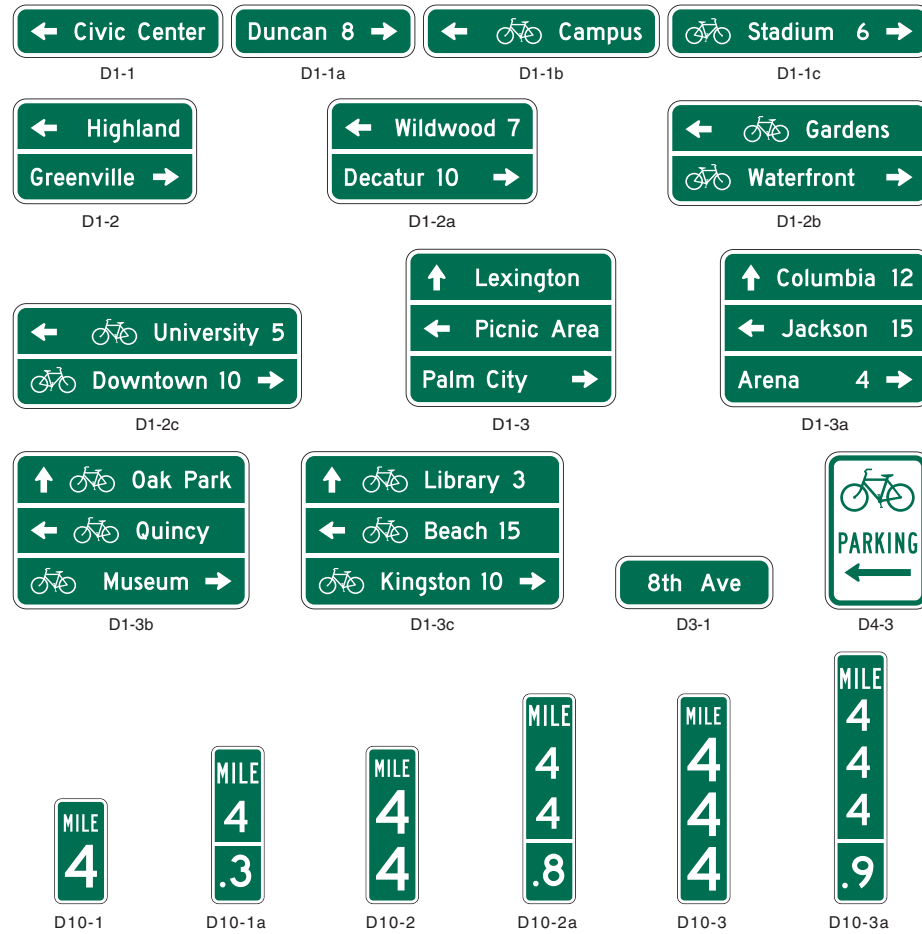 Civic Center
Duncan 8
Campus
Stadium 6
D1-1
D1-1a
D1-1b
D1-1c
Highland
Greenville
Wildwood 7
Decatur 10
Gardens
Waterfront
D1-2
D1-2a
D1-2b
University 5
Downtown 10
Lexington
Picnic Area
Palm City
Columbia 12
Jackson 15
Arena 4
D1-2c
D1-3
D1-3a
Oak Park
Quincy
Museum
Library 3
Beach 15
Kingston 10
8th Ave
PARKING
D1-3b
D1-3c
D3-1
D4-3
MILE
4
MILE
4
.3
MILE
4
4
MILE
4
4
.8
MILE
4
4
4
MILE
4
4
4
.9
D10-1
D10-1a
D10-2
D10-2a
D10-3
D10-3a